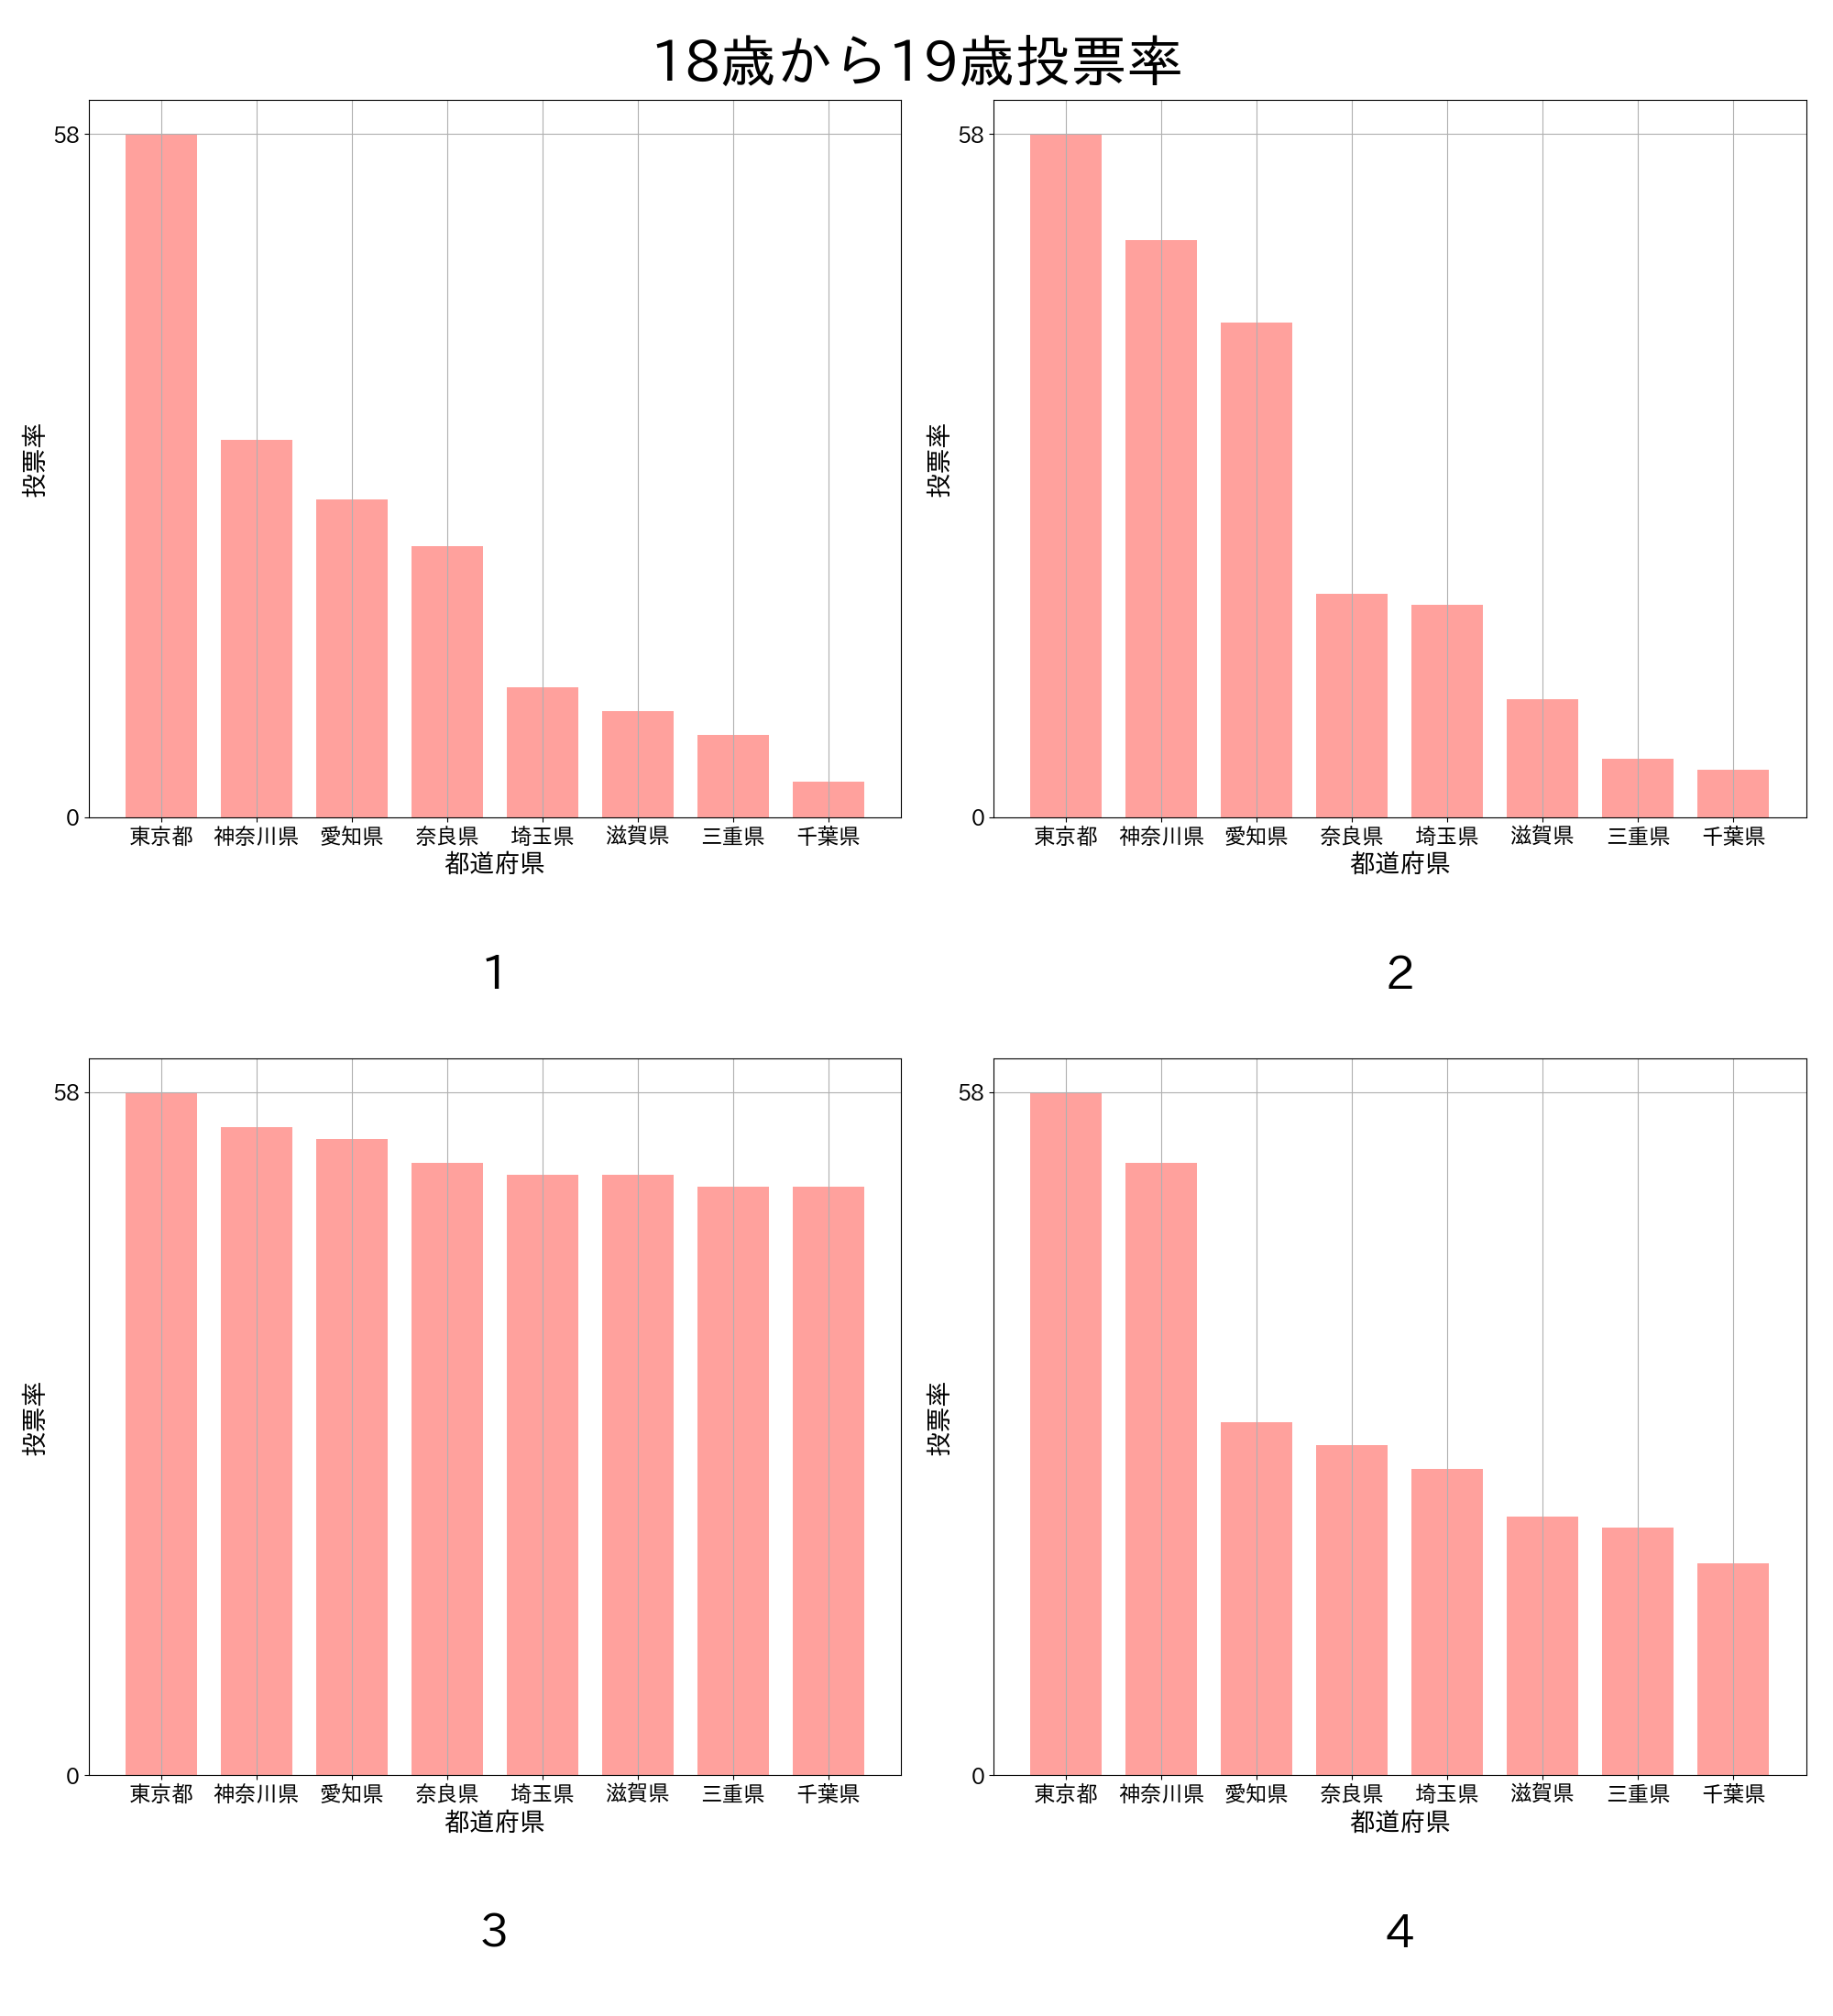 18歳から19歳投票率
58
0
投票率
東京都 神奈川県 愛知県 奈良県 埼玉県 滋賀県 三重県 千葉県
都道府県
1
58
0
投票率
東京都 神奈川県 愛知県 奈良県 埼玉県 滋賀県 三重県 千葉県
都道府県
2
58
0
投票率
東京都 神奈川県 愛知県 奈良県 埼玉県 滋賀県 三重県 千葉県
都道府県
3
58
0
投票率
東京都 神奈川県 愛知県 奈良県 埼玉県 滋賀県 三重県 千葉県
都道府県
4